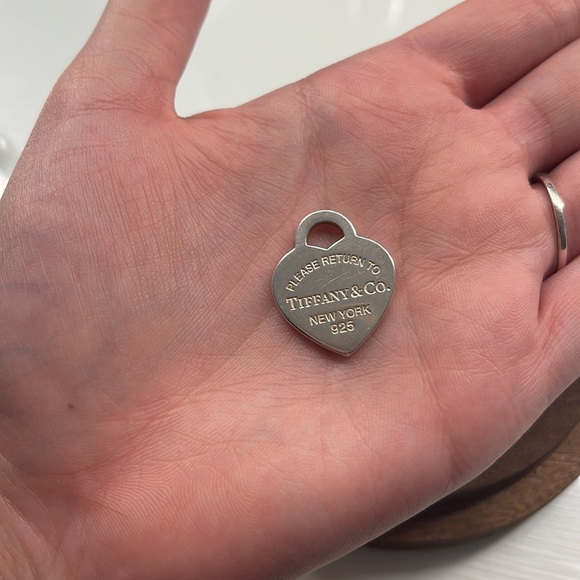 PLEASE RETURN TO
TIFFANY & CO.
NEW YORK
925